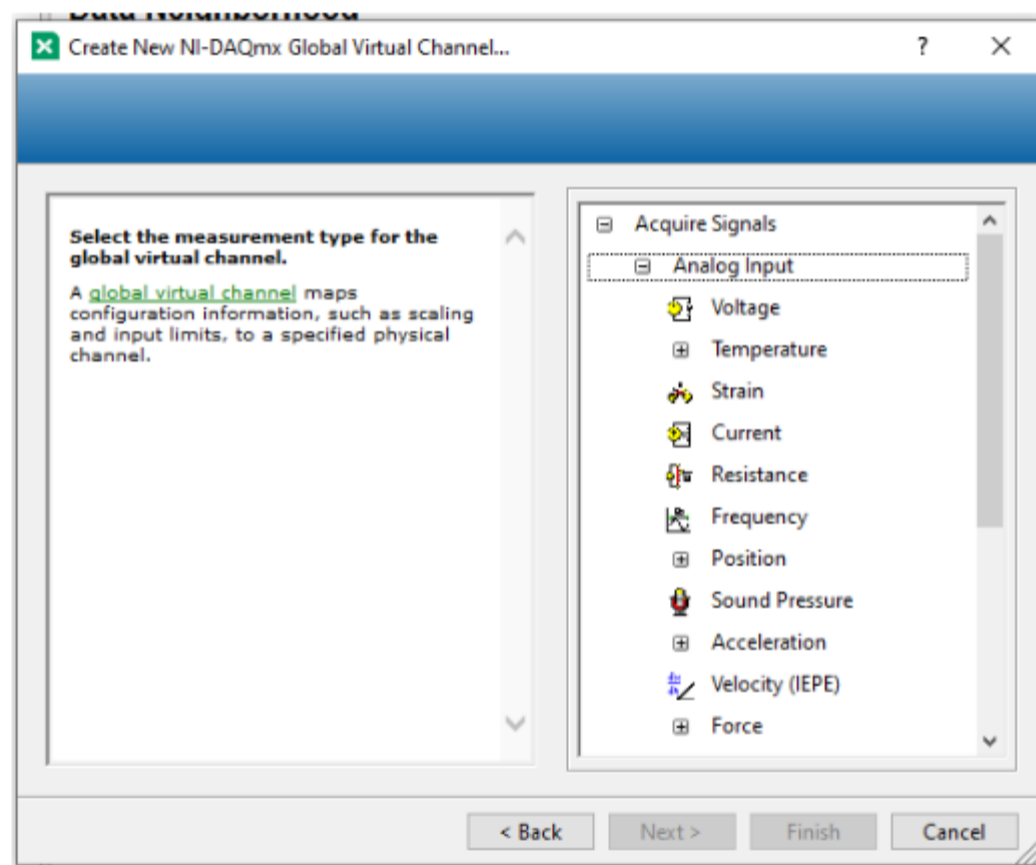 Data Neighborhood
Create New NI-DAQmx Global Virtual Channel...
Select the measurement type for the
global virtual channel.
A global virtual channel maps
configuration information, such as scaling
and input limits, to a specified physical
channel.
Acquire Signals
Analog Input
Voltage
Temperature
Strain
Current
Resistance
Frequency
Position
Sound Pressure
Acceleration
Velocity (IEPE)
Force
< Back
Next >
Finish
Cancel